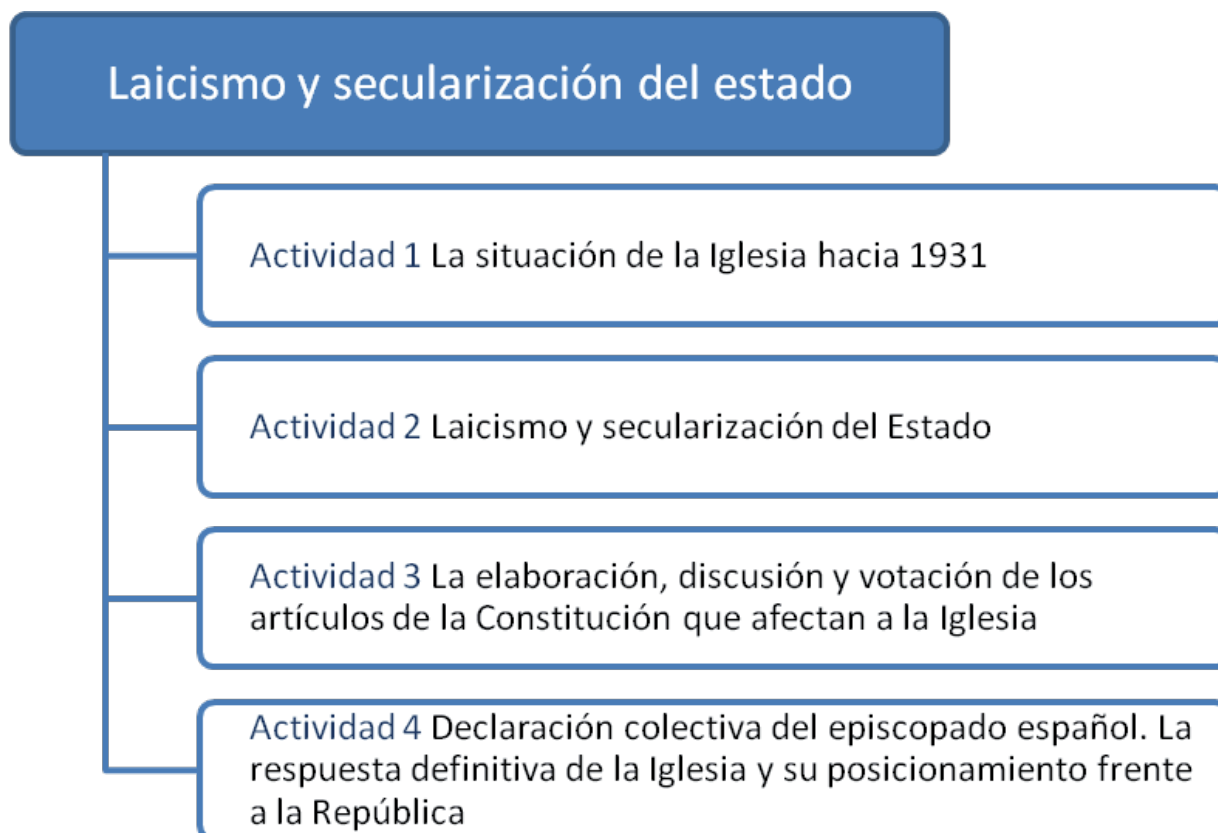 Laicismo y secularización del estado
Actividad 1 La situación de la Iglesia hacia 1931
Actividad 2 Laicismo y secularización del Estado
Actividad 3 La elaboración, discusión y votación de los
artículos de la Constitución que afectan a la Iglesia
Actividad 4 Declaración colectiva del episcopado español. La
respuesta definitiva de la Iglesia y su posicionamiento frente
a la República